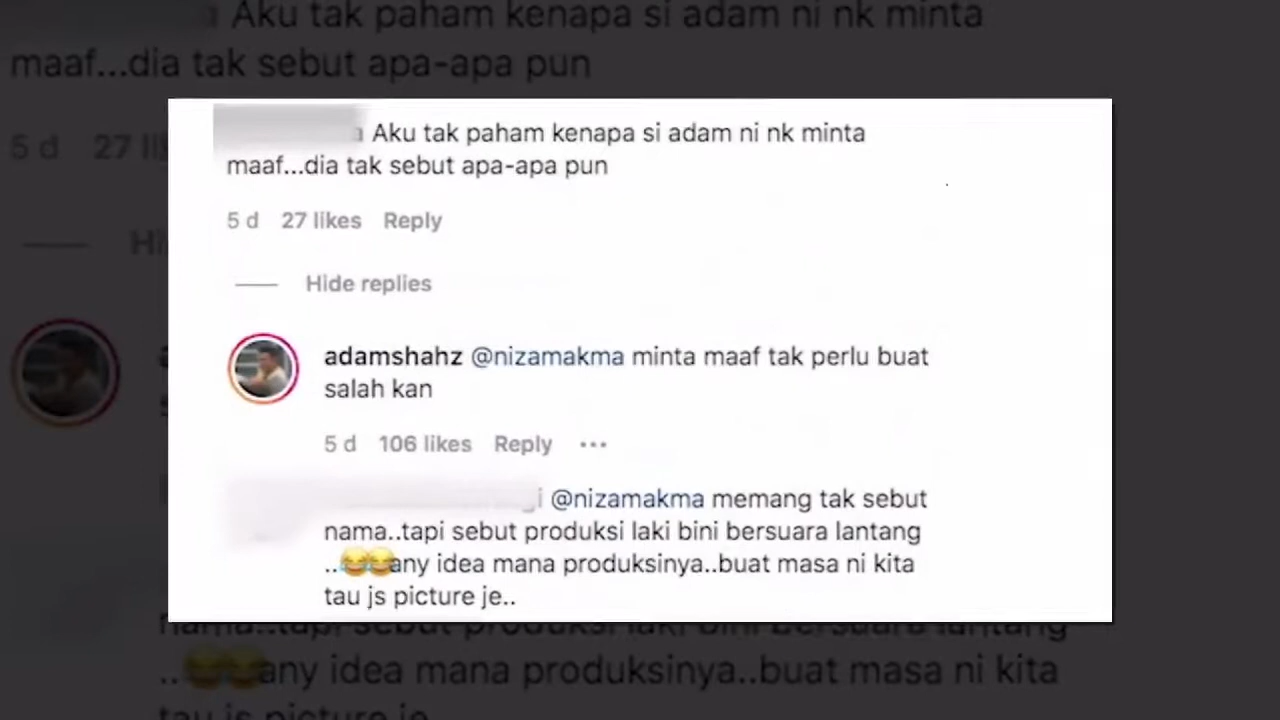 Aku tak paham kenapa si adam ni nk minta
maaf...dia tak sebut apa-apa pun
5 d 27 likes Reply
Hide replies
adamshahz @nizamakma minta maaf tak perlu buat
salah kan
5 d 106 likes Reply ...
@nizamakma memang tak sebut
nama..tapi sebut produksi laki bini bersuara lantang
..😂😂any idea mana produksinya..buat masa ni kita
tau js picture je..